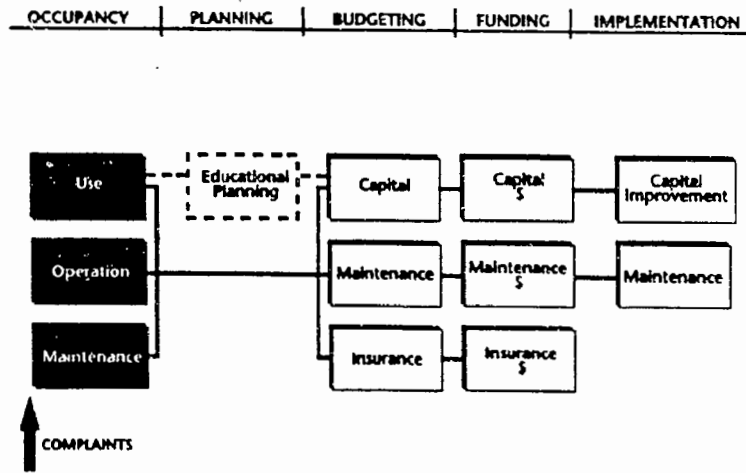 OCCUPANCY | PLANNING | BUDGETING | FUNDING | IMPLEMENTATION
Use
Educational
Planning
Capital
Capital
$
Capital
Improvement
Operation
Maintenance
Maintenance
$
Maintenance
Maintenance
Insurance
Insurance
$
COMPLAINTS